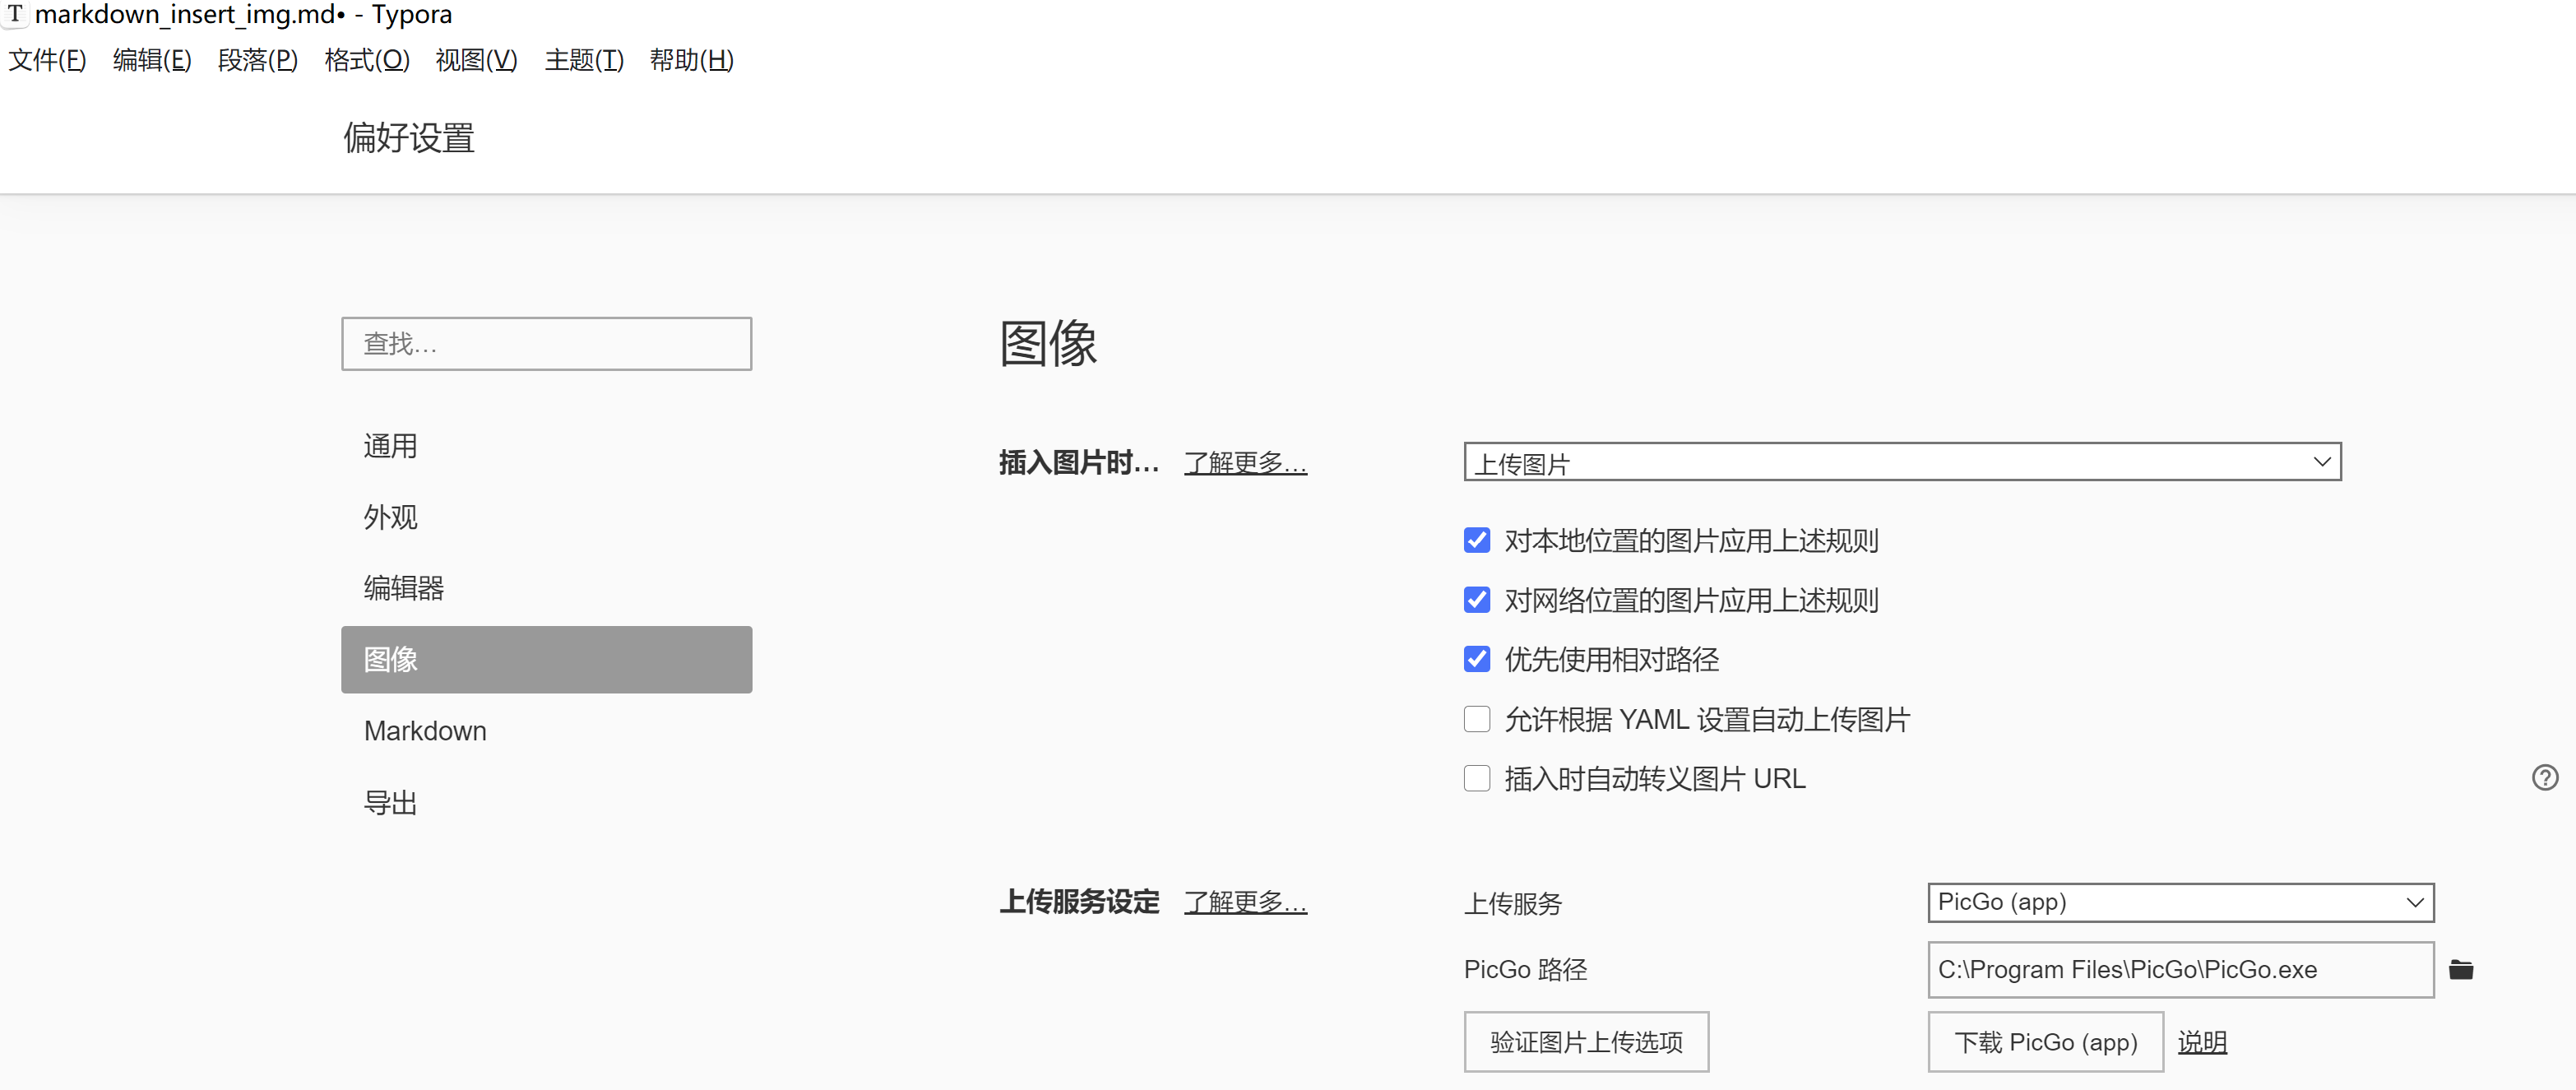 T markdown_insert_img.md• - Typora
文件(F) 编辑(E) 段落(P) 格式(O) 视图(V) 主题(T) 帮助(H)
偏好设置
查找…
通用
外观
编辑器
图像
Markdown
导出
图像
插入图片时… 了解更多… 上传图片
对本地位置的图片应用上述规则
对网络位置的图片应用上述规则
优先使用相对路径
允许根据 YAML 设置自动上传图片
插入时自动转义图片 URL ?
上传服务设定 了解更多… 上传服务 PicGo (app)
PicGo 路径 C:\Program Files\PicGo\PicGo.exe
验证图片上传选项 下载 PicGo (app) 说明